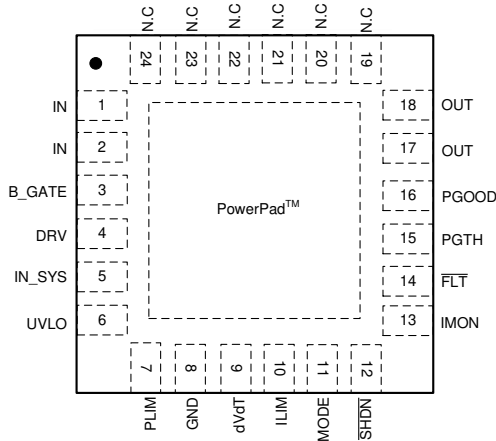 N.C N.C N.C N.C N.C N.C
24 23 22 21 20 19
IN 1 18 OUT
IN 2 17 OUT
B_GATE 3 16 PGOOD
PowerPad™
DRV 4 15 PGTH
IN_SYS 5 14 FLT
UVLO 6 13 IMON
7 8 9 10 11 12
PLIM GND dVdT ILIM MODE SHDN